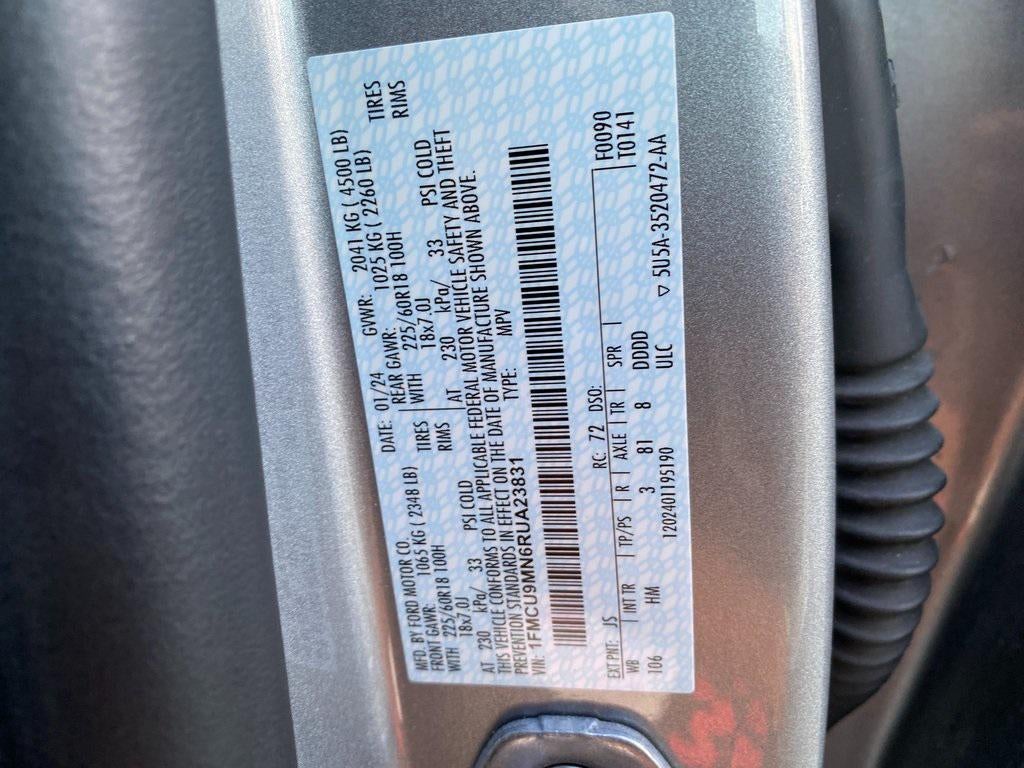 MFD. BY FORD MOTOR CO. DATE: 01/24 GVWR: 2041 KG ( 4500 LB)
FRONT GAWR: 1065 KG ( 2348 LB) REAR GAWR: 1025 KG ( 2260 LB)
WITH 225/60R18 100H TIRES WITH 225/60R18 100H TIRES
18x7.0J RIMS 18x7.0J RIMS
AT 230 kPa/ 33 PSI COLD AT 230 kPa/ 33 PSI COLD
THIS VEHICLE CONFORMS TO ALL APPLICABLE FEDERAL MOTOR VEHICLE SAFETY AND THEFT
PREVENTION STANDARDS IN EFFECT ON THE DATE OF MANUFACTURE SHOWN ABOVE.
VIN: 1FMCU9MN6RUA23831 TYPE: MPV
EXT PNT: JS RC: 72 DSO: F0090
WB INT TR TP/PS R AXLE TR SPR T0141
106 HM 3 81 8 DDDD
120240119519​0 ULC ▽ 5U5A-3520472-AA